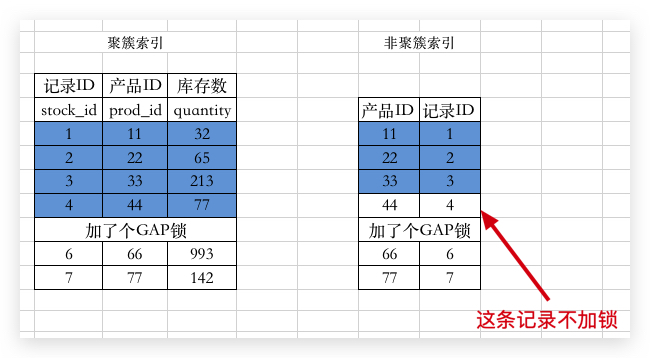 聚簇索引 非聚簇索引
记录ID 产品ID 库存数
stock_id prod_id quantity 产品ID 记录ID
1 11 32 11 1
2 22 65 22 2
3 33 213 33 3
4 44 77 44 4
加了个GAP锁 加了个GAP锁
6 66 993 66 6
7 77 142 77 7
这条记录不加锁